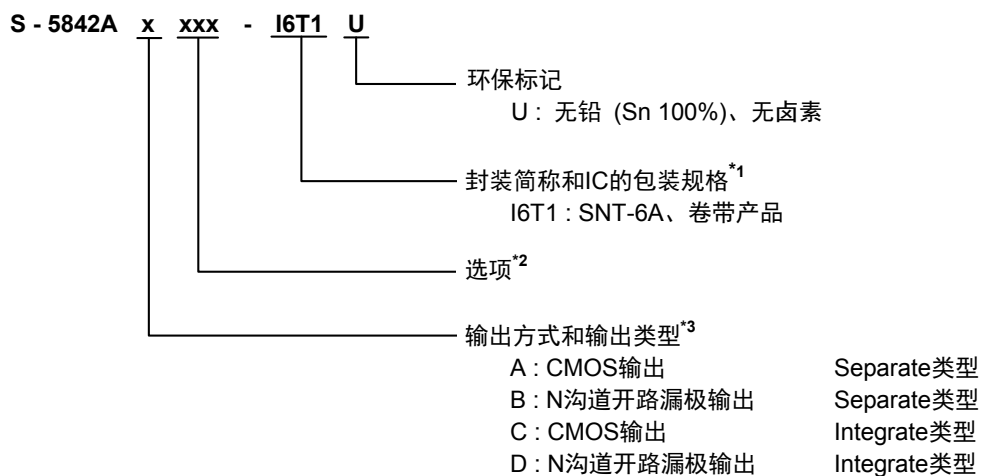 S - 5842A x xxx - I6T1 U
环保标记
U : 无铅 (Sn 100%)、无卤素
封装简称和IC的包装规格*1
I6T1 : SNT-6A、卷带产品
选项*2
输出方式和输出类型*3
A : CMOS输出 Separate类型
B : N沟道开路漏极输出 Separate类型
C : CMOS输出 Integrate类型
D : N沟道开路漏极输出 Integrate类型